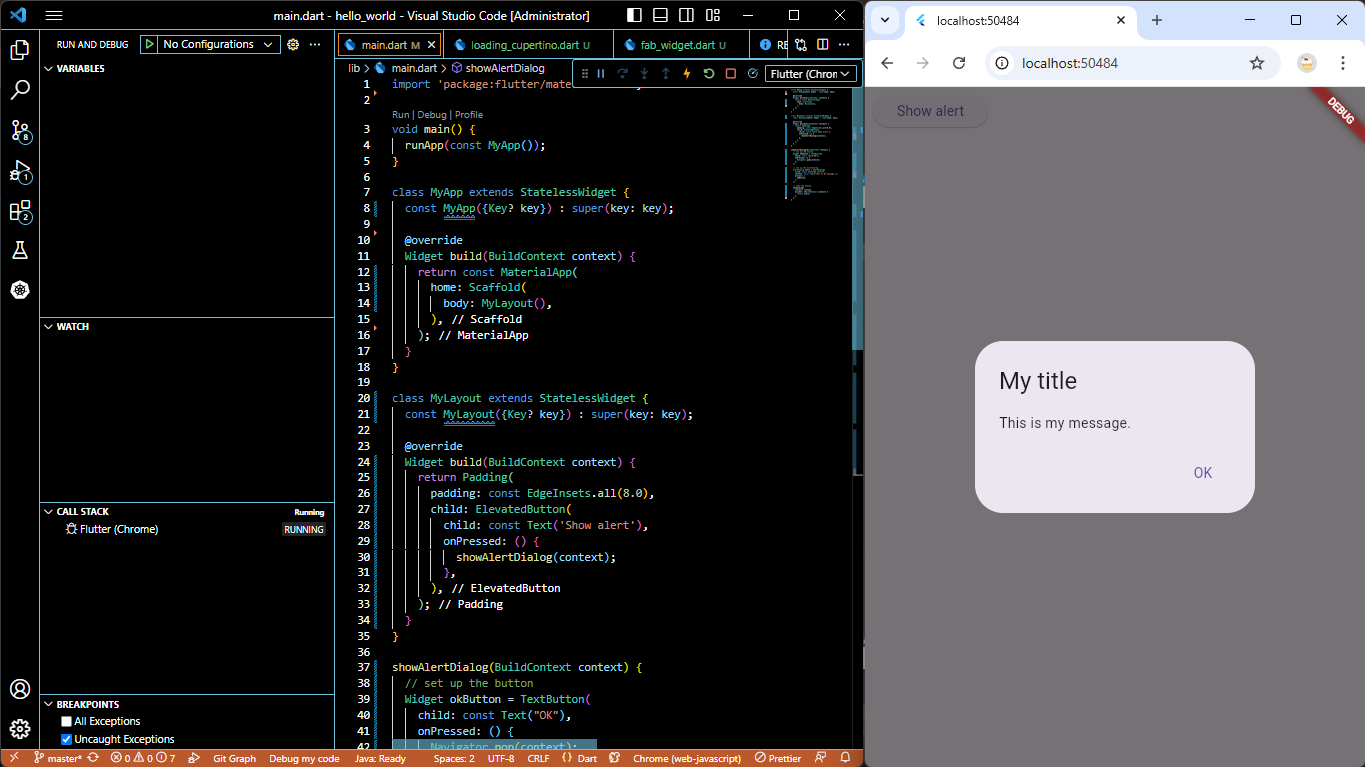 main.dart - hello_world - Visual Studio Code [Administrator]
RUN AND DEBUG
No Configurations
main.dart M
loading_cupertino.dart U
fab_widget.dart U
RE
VARIABLES
lib > main.dart > showAlertDialog
Flutter (Chron
1 import 'package:flutter/mate
2
Run | Debug | Profile
3 void main() {
4 runApp(const MyApp());
5 }
6
7 class MyApp extends StatelessWidget {
8 const MyApp({Key? key}) : super(key: key);
9
10 @override
11 Widget build(BuildContext context) {
12 return const MaterialApp(
13 home: Scaffold(
14 body: MyLayout(),
15 ), // Scaffold
16 ); // MaterialApp
17 }
18 }
19
20 class MyLayout extends StatelessWidget {
21 const MyLayout({Key? key}) : super(key: key);
22
23 @override
24 Widget build(BuildContext context) {
25 return Padding(
26 padding: const EdgeInsets.all(8.0),
27 child: ElevatedButton(
28 child: const Text('Show alert'),
29 onPressed: () {
30 showAlertDialog(context);
31 },
32 ), // ElevatedButton
33 ); // Padding
34 }
35 }
36
37 showAlertDialog(BuildContext context) {
38 // set up the button
39 Widget okButton = TextButton(
40 child: const Text("OK"),
41 onPressed: () {
42 Navigator.pop(context);
WATCH
CALL STACK
Running
Flutter (Chrome)
RUNNING
BREAKPOINTS
All Exceptions
Uncaught Exceptions
8
1
2
master*
0
0
7
Git Graph
Debug my code
Java: Ready
Spaces: 2
UTF-8
CRLF
{} Dart
Chrome (web-javascript)
Prettier
localhost:50484
localhost:50484
Show alert
DEBUG
My title
This is my message.
OK